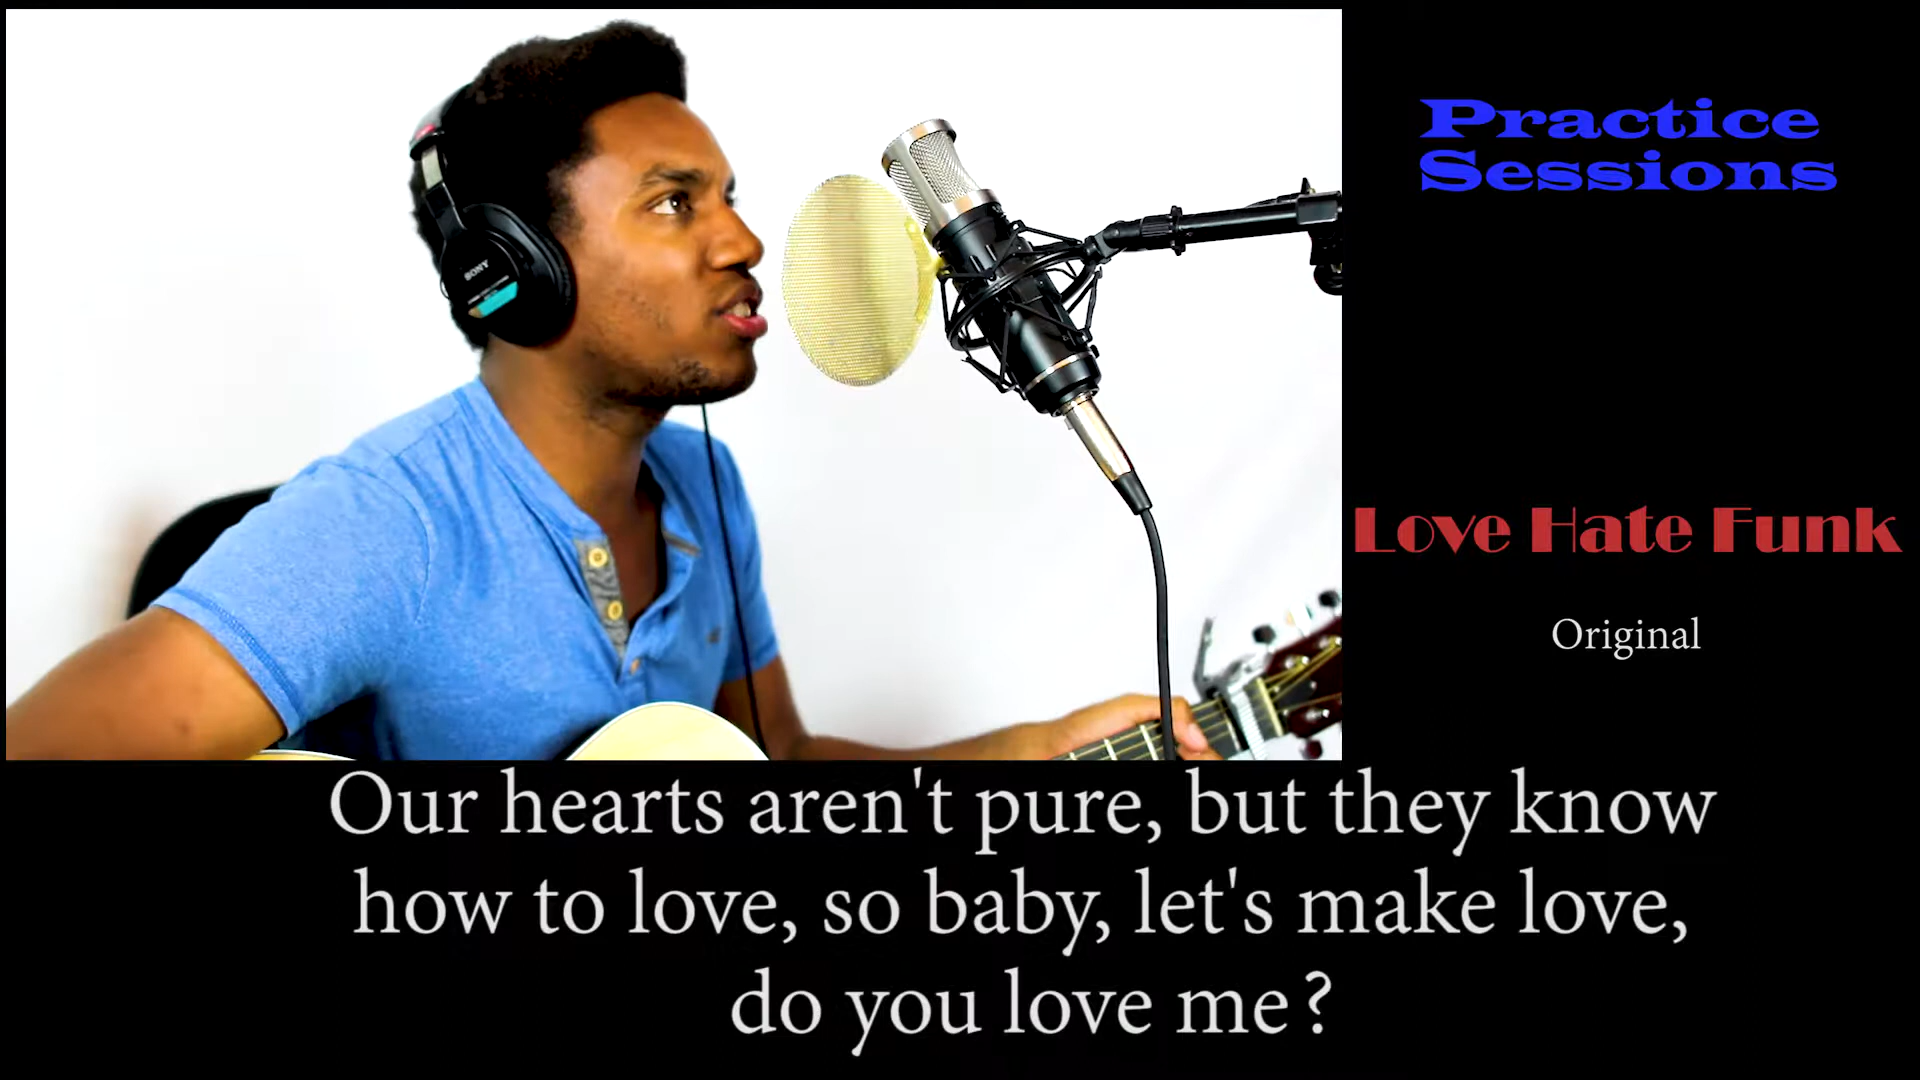 Practice
Sessions
SONY
Love Hate Funk
Original
Our hearts aren't pure, but they know
how to love, so baby, let's make love,
do you love me?